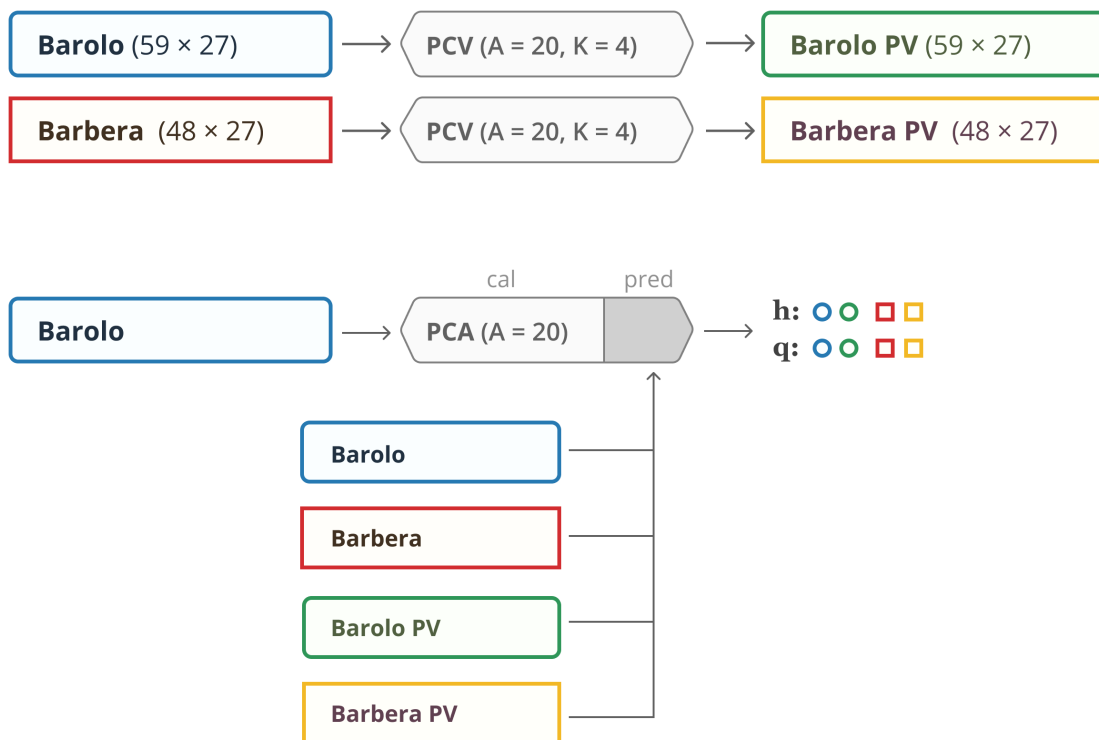 Barolo (59 × 27) PCV (A = 20, K = 4) Barolo PV (59 × 27)
Barbera (48 × 27) PCV (A = 20, K = 4) Barbera PV (48 × 27)
cal pred
Barolo PCA (A = 20) h:
q:
Barolo
Barbera
Barolo PV
Barbera PV